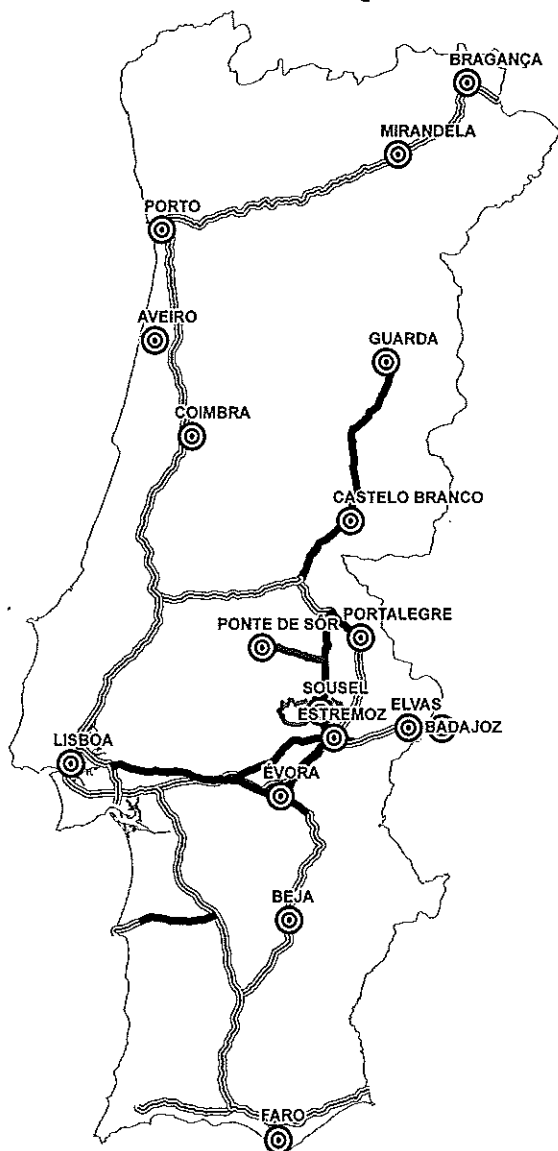 BRAGANÇA
MIRANDELA
PORTO
AVEIRO
GUARDA
COIMBRA
CASTELO BRANCO
PONTE DE SÔR
PORTALEGRE
SOUSEL
ESTREMOZ
ELVAS
BADAJOZ
LISBOA
ÉVORA
BEJA
FARO